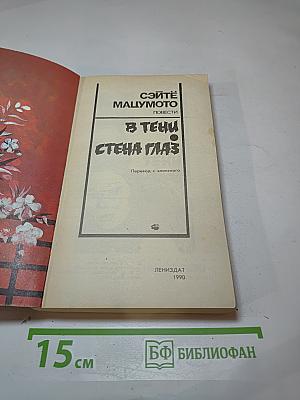 СЭЙТЁ
МАЦУМОТО
ПОВЕСТИ
В ТЕНИ
СТЕНА ГЛАЗ
Перевод с японского
ЛЕНИЗДАТ
1990
15 см
БФ БИБЛИОФАН